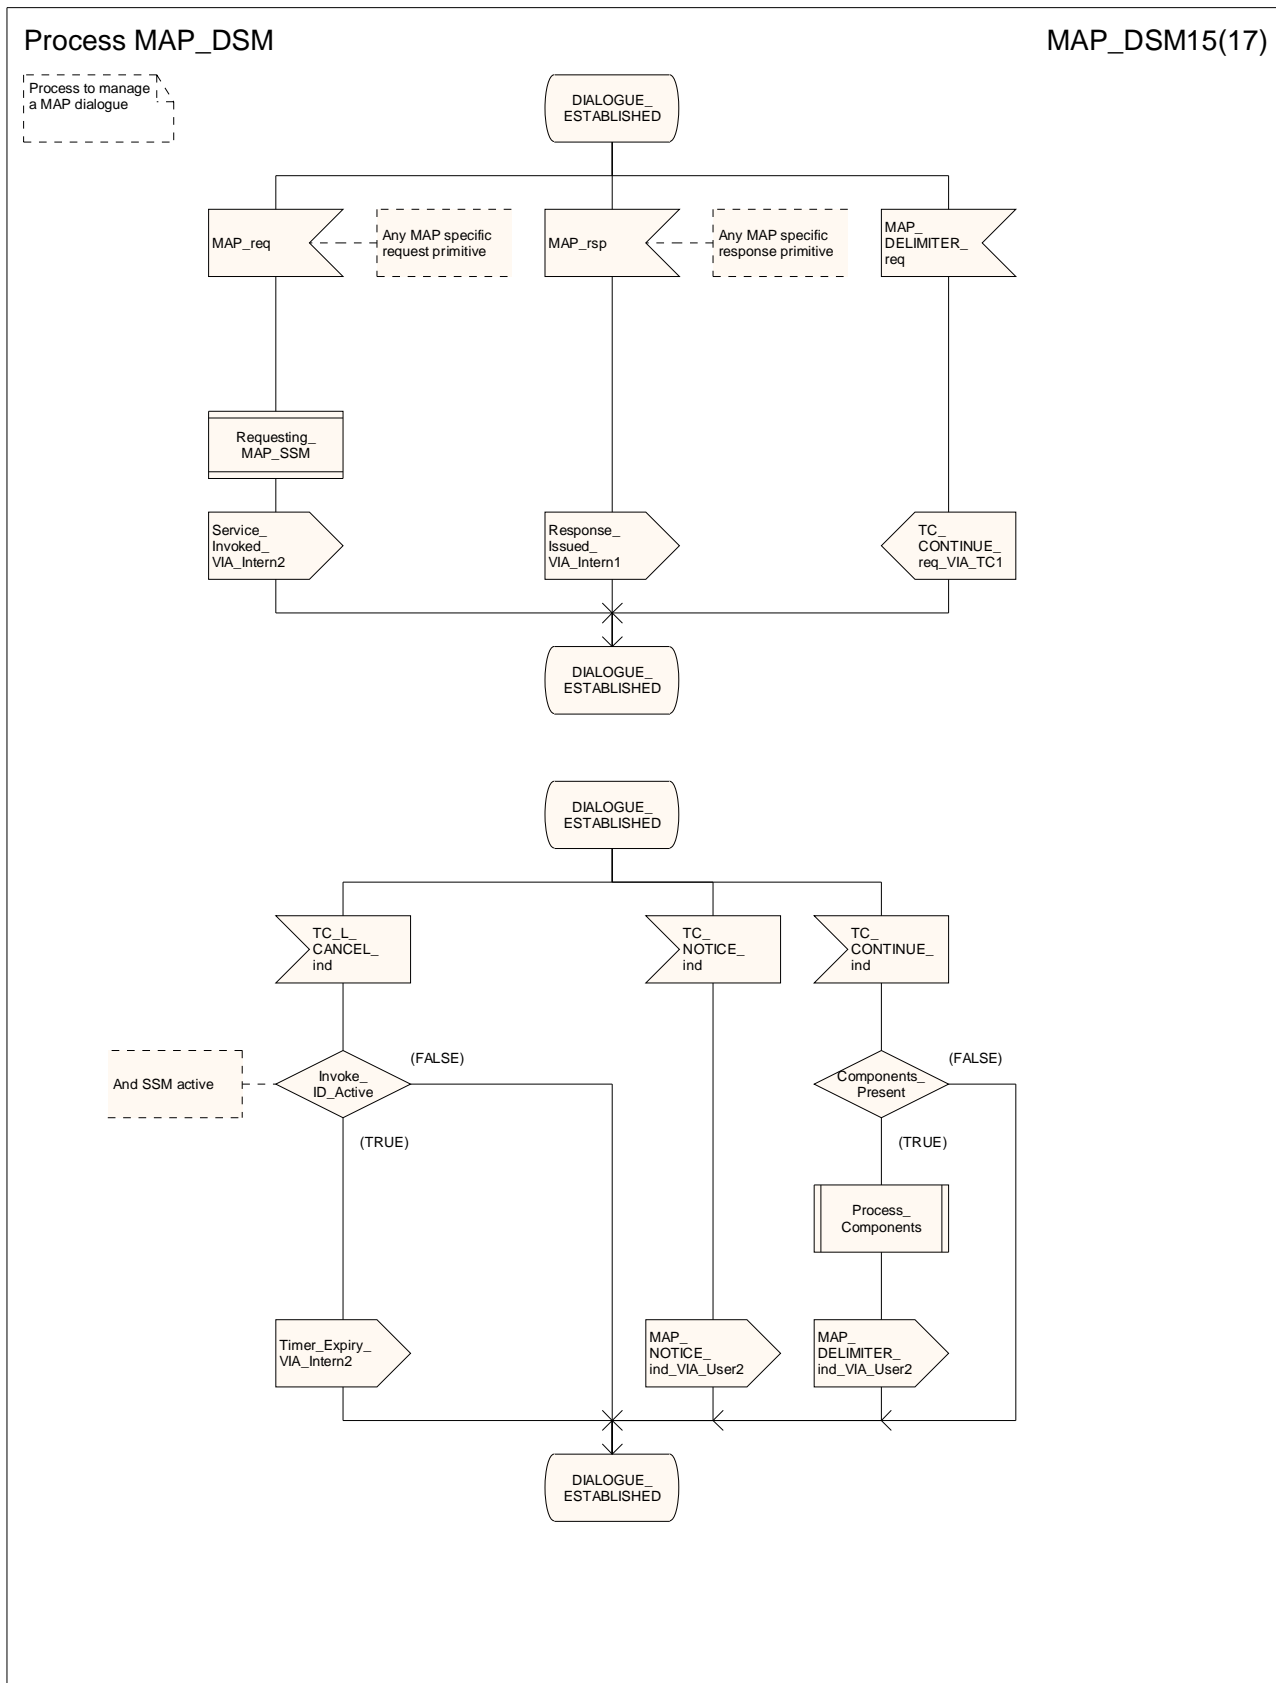 Process MAP_DSM
MAP_DSM15(17)
Process to manage
a MAP dialogue
DIALOGUE_
ESTABLISHED
MAP_req
Any MAP specific
request primitive
MAP_rsp
Any MAP specific
response primitive
MAP_
DELIMITER_
req
Requesting_
MAP_SSM
Service_
Invoked_
VIA_Intern2
Response_
Issued_
VIA_Intern1
TC_
CONTINUE_
req_VIA_TC1
DIALOGUE_
ESTABLISHED
DIALOGUE_
ESTABLISHED
TC_L_
CANCEL_
ind
TC_
NOTICE_
ind
TC_
CONTINUE_
ind
And SSM active
Invoke_
ID_Active
(FALSE)
(TRUE)
Components_
Present
(FALSE)
(TRUE)
Process_
Components
Timer_Expiry_
VIA_Intern2
MAP_
NOTICE_
ind_VIA_User2
MAP_
DELIMITER_
ind_VIA_User2
DIALOGUE_
ESTABLISHED